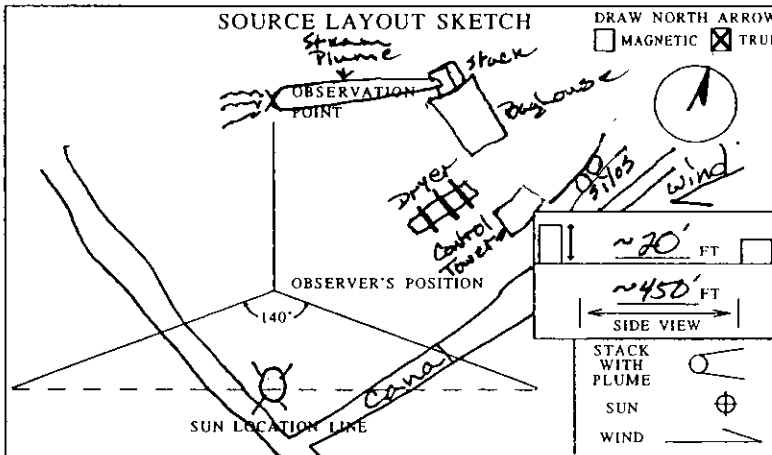 SOURCE LAYOUT SKETCH
DRAW NORTH ARROW
MAGNETIC TRUE
Steam
Plume
Stack
OBSERVATION
POINT
Baghouse
Dryer
Silos
Wind
Control
Tower
~20' FT
OBSERVER'S POSITION
~450' FT
140°
SIDE VIEW
STACK
WITH
PLUME
Canal
SUN
SUN LOCATION LINE
WIND